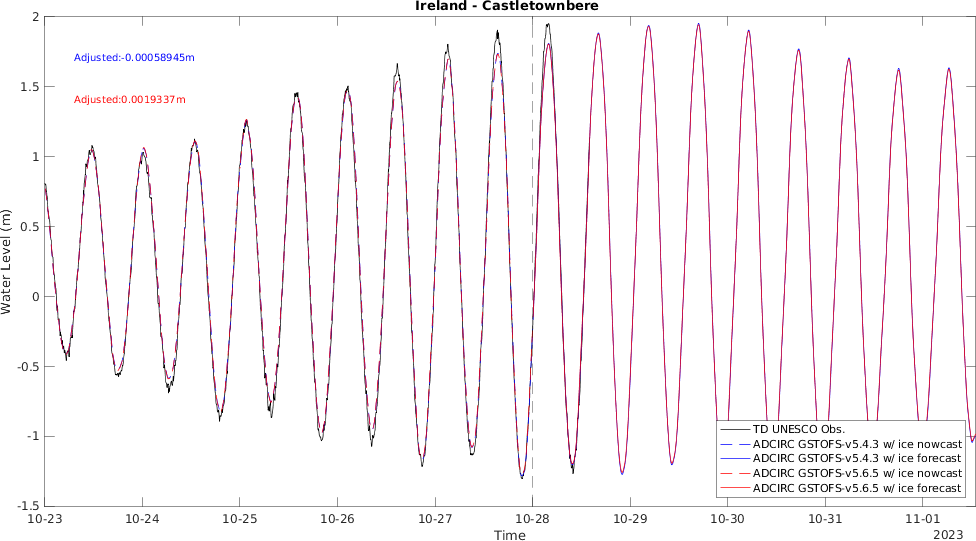 Ireland - Castletownbere
2
1.5
1
0.5
0
-0.5
-1
-1.5
Water Level (m)
Adjusted:-0.00058945m
Adjusted:0.0019337m
TD UNESCO Obs.
ADCIRC GSTOFS-v5.4.3 w/ ice nowcast
ADCIRC GSTOFS-v5.4.3 w/ ice forecast
ADCIRC GSTOFS-v5.6.5 w/ ice nowcast
ADCIRC GSTOFS-v5.6.5 w/ ice forecast
10-23 10-24 10-25 10-26 10-27 10-28 10-29 10-30 10-31 11-01
Time
2023